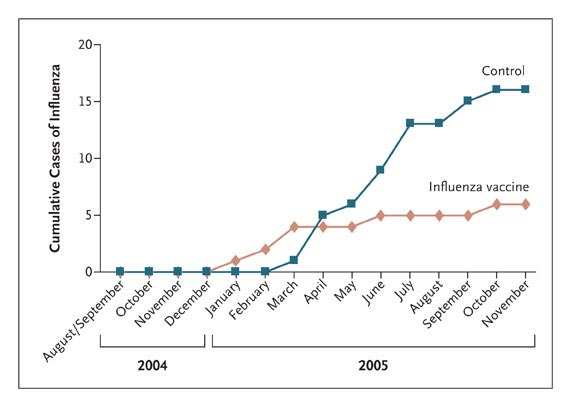 Cumulative Cases of Influenza
20
15
10
5
0
Control
Influenza vaccine
August/September
October
November
December
January
February
March
April
May
June
July
August
September
October
November
2004
2005